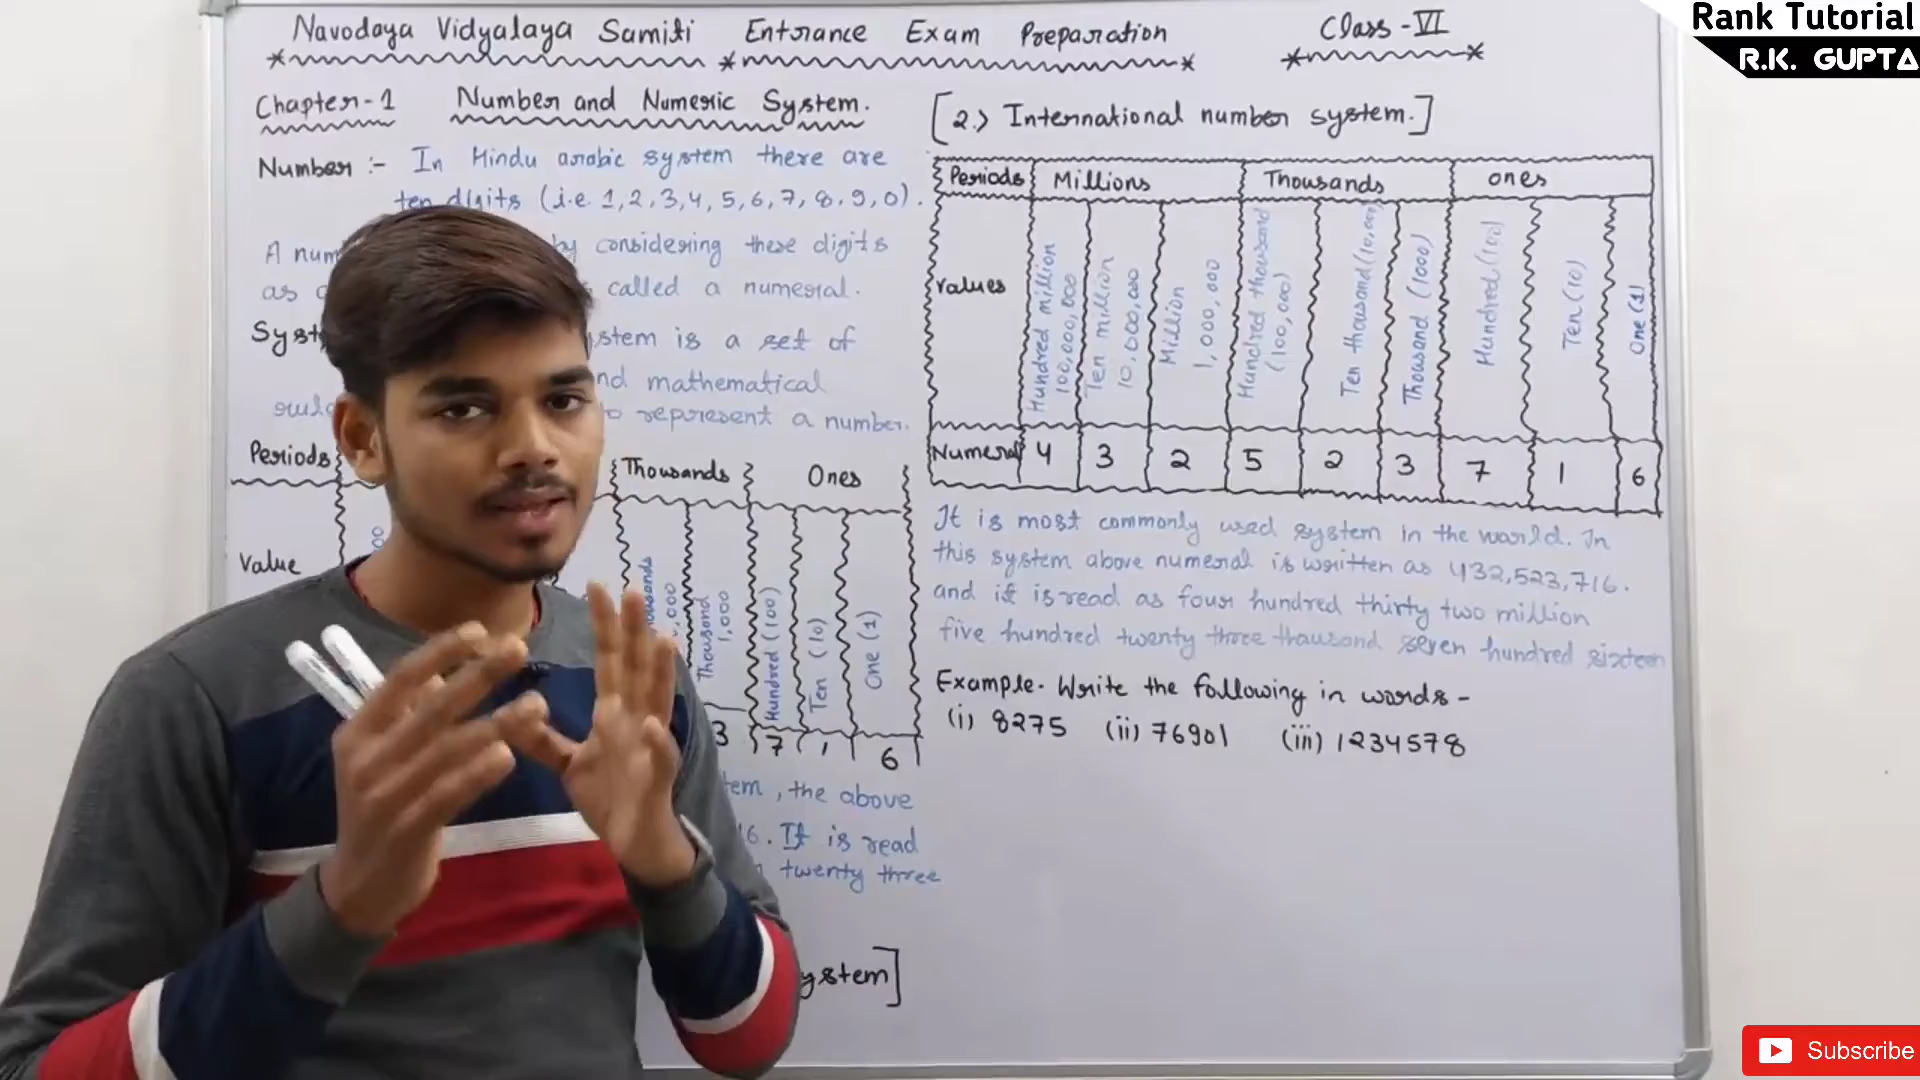 Rank Tutorial
R.K. GUPTA
Navodaya Vidyalaya Samiti Entrance Exam Preparation Class-VI
Chapter-1 Number and Numeric System.
Number :- In Hindu arabic system there are
ten digits (i.e. 1,2,3,4,5,6,7,8,9,0).
A num by considering these digits
as called a numeral.
Syst stem is a set of
nd mathematical
to represent a number.
Periods Thousands Ones
Value
Thousand 1,000
Hundred (100)
Ten (10)
One (1)
3 7 1 6
tem, the above
16. It is read
twenty three
ystem]
[2.) International number system.]
Periods Millions Thousands ones
Values
Hundred million 100,000,000
Ten million 10,000,000
Million 1,000,000
Hundred thousand (100,000)
Ten thousand (10,000)
Thousand (1000)
Hundred (100)
Ten (10)
One (1)
Numeral 4 3 2 5 2 3 7 1 6
It is most commonly used system in the world. In
this system above numeral is written as 432,523,716.
and it is read as four hundred thirty two million
five hundred twenty three thausand seven hundred sixteen
Example- Write the following in words-
(i) 8275 (ii) 76901 (iii) 1234578
Subscribe